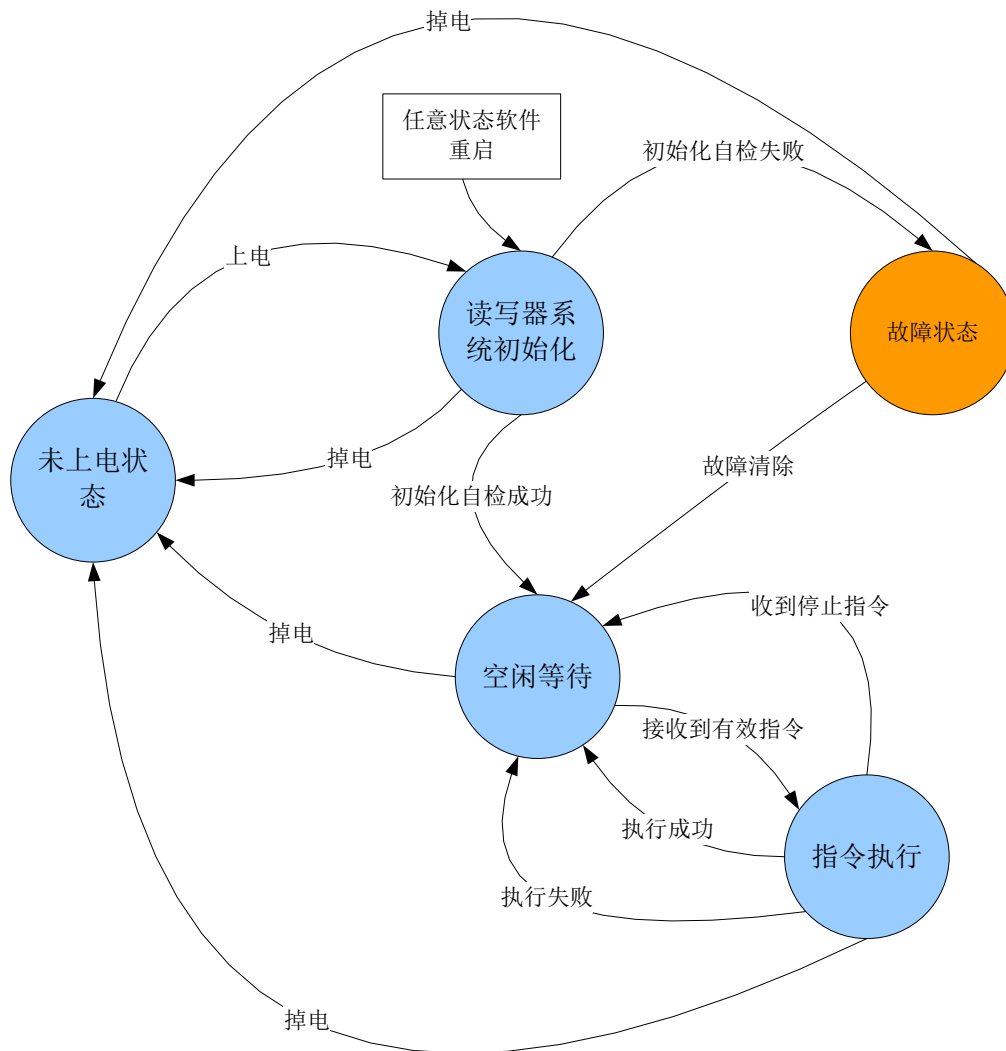 掉电
任意状态软件
重启
初始化自检失败
上电
读写器系
统初始化
故障状态
未上电状
态
掉电
故障清除
初始化自检成功
收到停止指令
掉电
空闲等待
接收到有效指令
执行成功
指令执行
执行失败
掉电